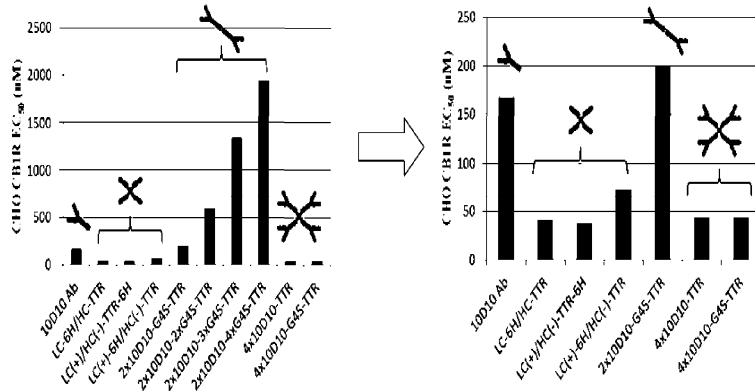 CHO CB1R EC50 (nM)
2500
2000
1500
1000
500
0
10D10 Ab
LC-6H/HC-TTR
LC(+)/HC(-)-TTR-6H
LC(+)-6H/HC(-)-TTR
2x10D10-G4S-TTR
2x10D10-2xG4S-TTR
2x10D10-3xG4S-TTR
2x10D10-4xG4S-TTR
4x10D10-TTR
4x10D10-G4S-TTR
CHO CB1R EC50 (nM)
250
200
150
100
50
0
10D10 Ab
LC-6H/HC-TTR
LC(+)/HC(-)-TTR-6H
LC(+)-6H/HC(-)-TTR
2x10D10-G4S-TTR
4x10D10-TTR
4x10D10-G4S-TTR